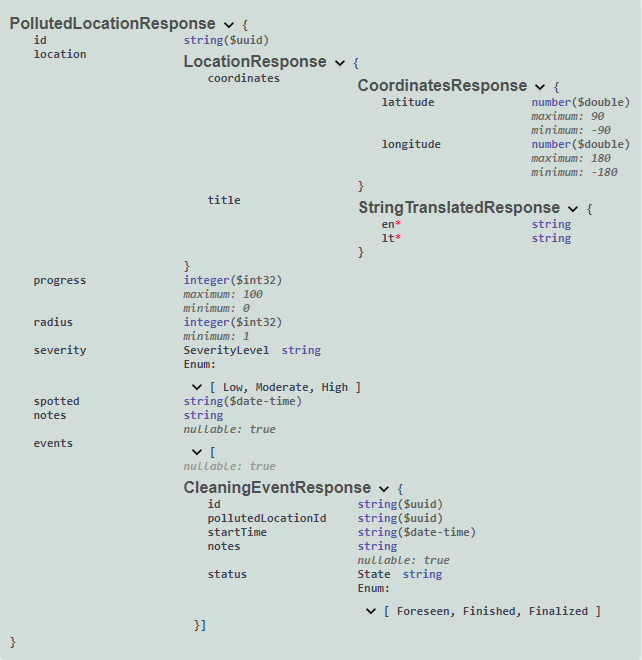 PolluitedLocationResponse {
id string($uuid)
location LocationResponse {
coordinates CoordinatesResponse {
latitude number($double)
maximum: 90
minimum: -90
longitude number($double)
maximum: 180
minimum: -180
}
title StringTranslatedResponse {
en* string
lt* string
}
}
progress integer($int32)
maximum: 100
minimum: 0
radius integer($int32)
minimum: 1
severity SeverityLevel string
Enum:
[ Low, Moderate, High ]
spotted string($date-time)
notes string
nullable: true
events [
nullable: true
CleaningEventResponse {
id string($uuid)
pollutedLocationId string($uuid)
startTime string($date-time)
notes string
nullable: true
status State string
Enum:
[ Foreseen, Finished, Finalized ]
}]
}